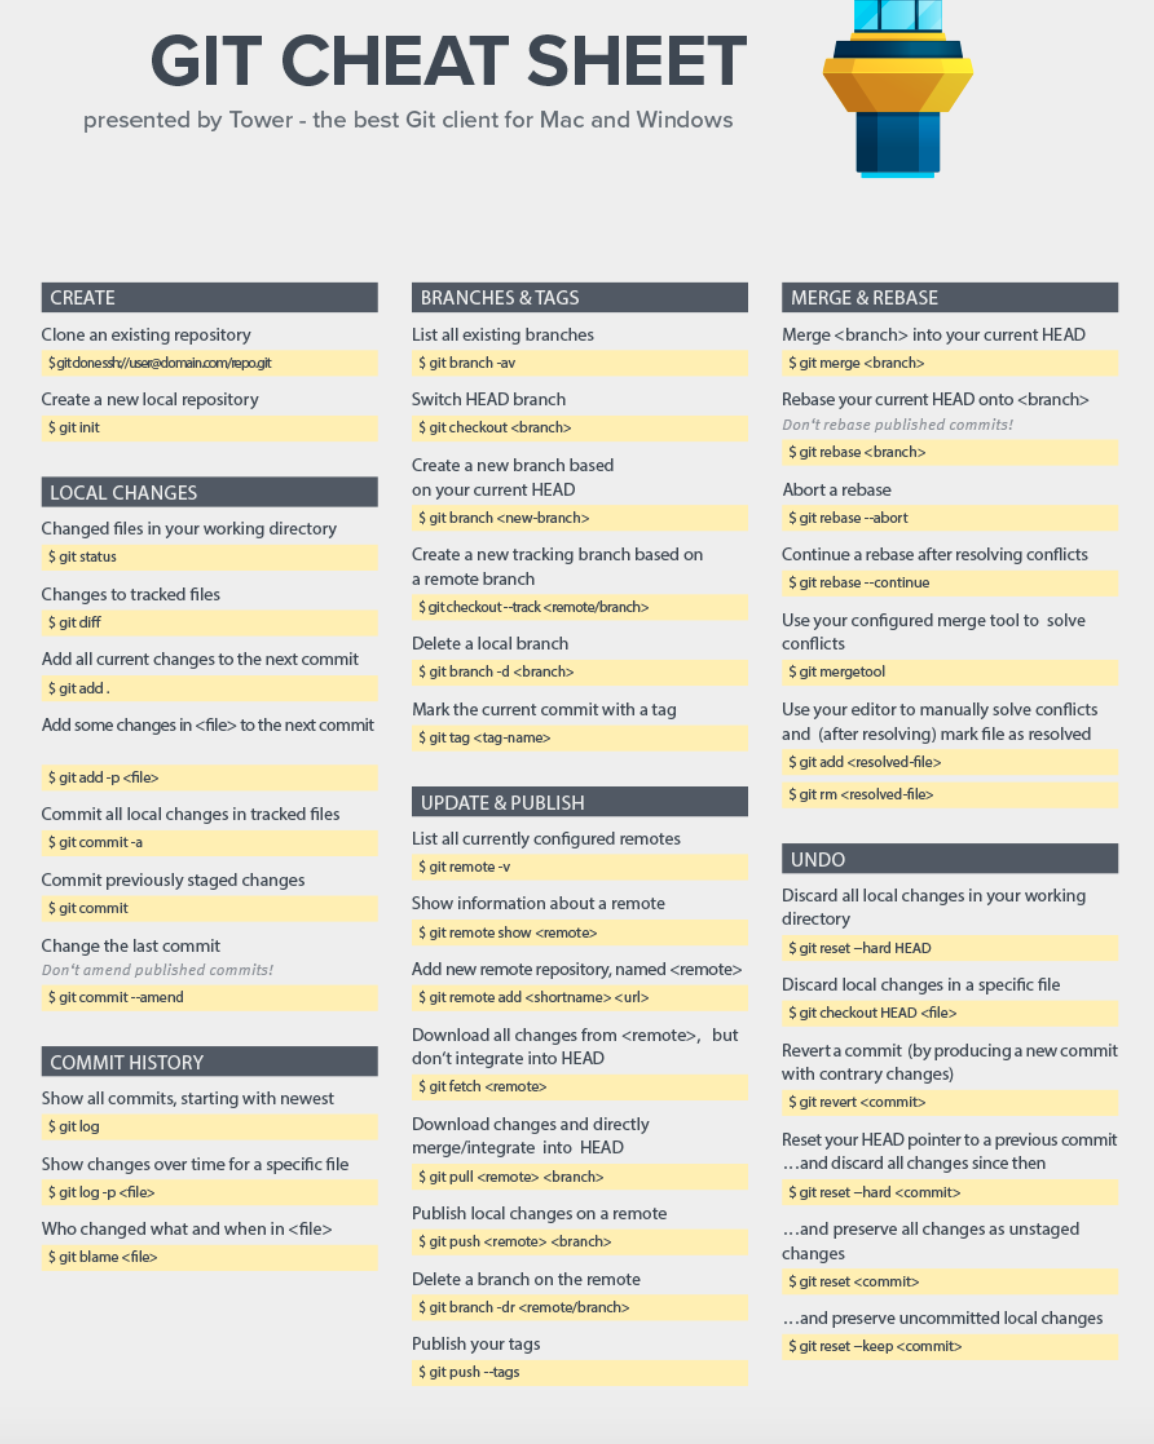 GIT CHEAT SHEET
presented by Tower - the best Git client for Mac and Windows
CREATE
Clone an existing repository
$ git clone ssh://user@domain.com/repo.git
Create a new local repository
$ git init
LOCAL CHANGES
Changed files in your working directory
$ git status
Changes to tracked files
$ git diff
Add all current changes to the next commit
$ git add .
Add some changes in <file> to the next commit
$ git add -p <file>
Commit all local changes in tracked files
$ git commit -a
Commit previously staged changes
$ git commit
Change the last commit
Don‘t amend published commits!
$ git commit --amend
COMMIT HISTORY
Show all commits, starting with newest
$ git log
Show changes over time for a specific file
$ git log -p <file>
Who changed what and when in <file>
$ git blame <file>
BRANCHES & TAGS
List all existing branches
$ git branch -av
Switch HEAD branch
$ git checkout <branch>
Create a new branch based
on your current HEAD
$ git branch <new-branch>
Create a new tracking branch based on
a remote branch
$ git checkout --track <remote/branch>
Delete a local branch
$ git branch -d <branch>
Mark the current commit with a tag
$ git tag <tag-name>
UPDATE & PUBLISH
List all currently configured remotes
$ git remote -v
Show information about a remote
$ git remote show <remote>
Add new remote repository, named <remote>
$ git remote add <shortname> <url>
Download all changes from <remote>, but
don‘t integrate into HEAD
$ git fetch <remote>
Download changes and directly
merge/integrate into HEAD
$ git pull <remote> <branch>
Publish local changes on a remote
$ git push <remote> <branch>
Delete a branch on the remote
$ git branch -dr <remote/branch>
Publish your tags
$ git push --tags
MERGE & REBASE
Merge <branch> into your current HEAD
$ git merge <branch>
Rebase your current HEAD onto <branch>
Don‘t rebase published commits!
$ git rebase <branch>
Abort a rebase
$ git rebase --abort
Continue a rebase after resolving conflicts
$ git rebase --continue
Use your configured merge tool to solve
conflicts
$ git mergetool
Use your editor to manually solve conflicts
and (after resolving) mark file as resolved
$ git add <resolved-file>
$ git rm <resolved-file>
UNDO
Discard all local changes in your working
directory
$ git reset –hard HEAD
Discard local changes in a specific file
$ git checkout HEAD <file>
Revert a commit (by producing a new commit
with contrary changes)
$ git revert <commit>
Reset your HEAD pointer to a previous commit
…and discard all changes since then
$ git reset –hard <commit>
…and preserve all changes as unstaged
changes
$ git reset <commit>
…and preserve uncommitted local changes
$ git reset –keep <commit>